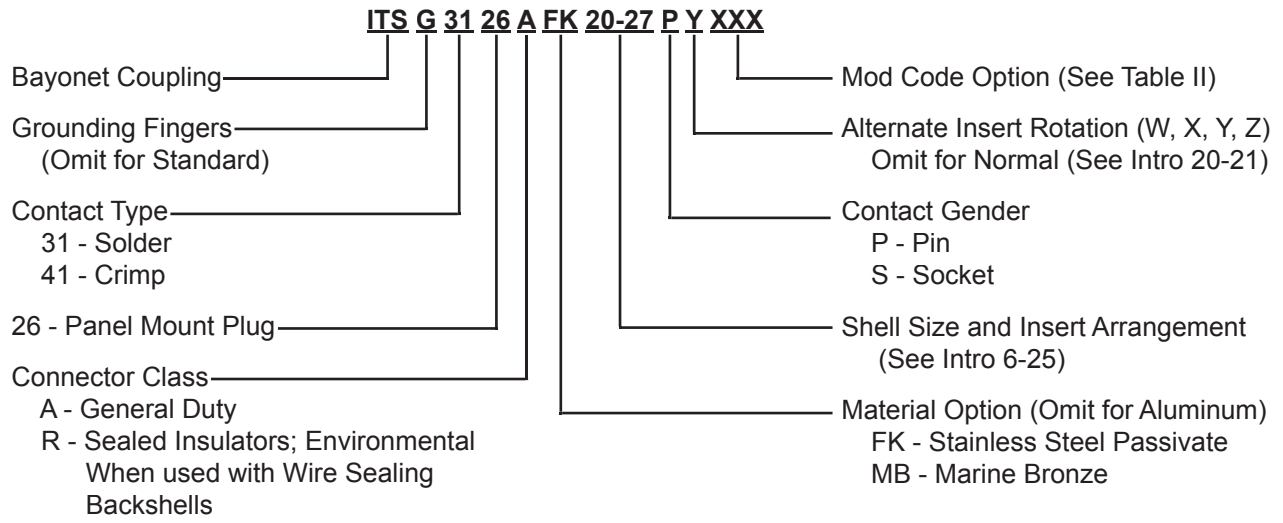 ITS G 31 26 A FK 20-27 P Y XXX
Bayonet Coupling
Grounding Fingers
(Omit for Standard)
Contact Type
31 - Solder
41 - Crimp
26 - Panel Mount Plug
Connector Class
A - General Duty
R - Sealed Insulators; Environmental
When used with Wire Sealing
Backshells
Mod Code Option (See Table II)
Alternate Insert Rotation (W, X, Y, Z)
Omit for Normal (See Intro 20-21)
Contact Gender
P - Pin
S - Socket
Shell Size and Insert Arrangement
(See Intro 6-25)
Material Option (Omit for Aluminum)
FK - Stainless Steel Passivate
MB - Marine Bronze